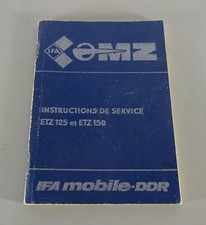 IFA MZ
INSTRUCTIONS DE SERVICE
ETZ 125 et ETZ 150
IFA mobile-DDR